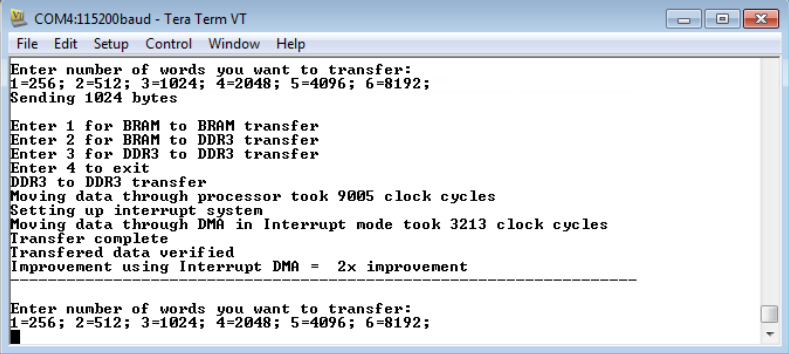 COM4:115200baud - Tera Term VT
File Edit Setup Control Window Help
Enter number of words you want to transfer:
1=256; 2=512; 3=1024; 4=2048; 5=4096; 6=8192;
Sending 1024 bytes
Enter 1 for BRAM to BRAM transfer
Enter 2 for BRAM to DDR3 transfer
Enter 3 for DDR3 to DDR3 transfer
Enter 4 to exit
DDR3 to DDR3 transfer
Moving data through processor took 9005 clock cycles
Setting up interrupt system
Moving data through DMA in Interrupt mode took 3213 clock cycles
Transfer complete
Transfered data verified
Improvement using Interrupt DMA =  2x improvement
--------------------------------------------------------------------
Enter number of words you want to transfer:
1=256; 2=512; 3=1024; 4=2048; 5=4096; 6=8192;